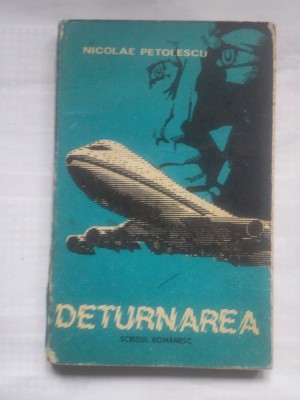 NICOLAE PETOLESCU
DETURNAREA
SCRISUL ROMÂNESC